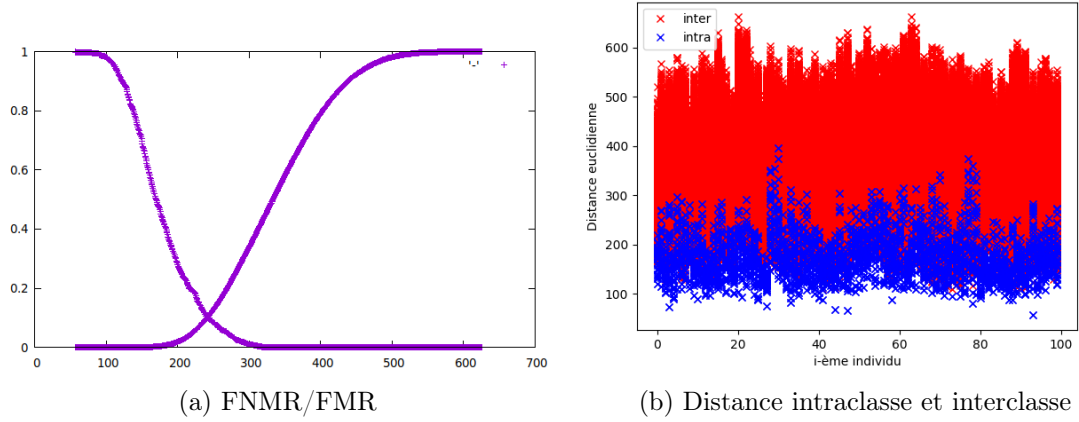 1
0.8
0.6
0.4
0.2
0
0 100 200 300 400 500 600 700
(a) FNMR/FMR
inter
intra
600
500
400
300
200
100
Distance euclidienne
0 20 40 60 80 100
i-ème individu
(b) Distance intraclasse et interclasse